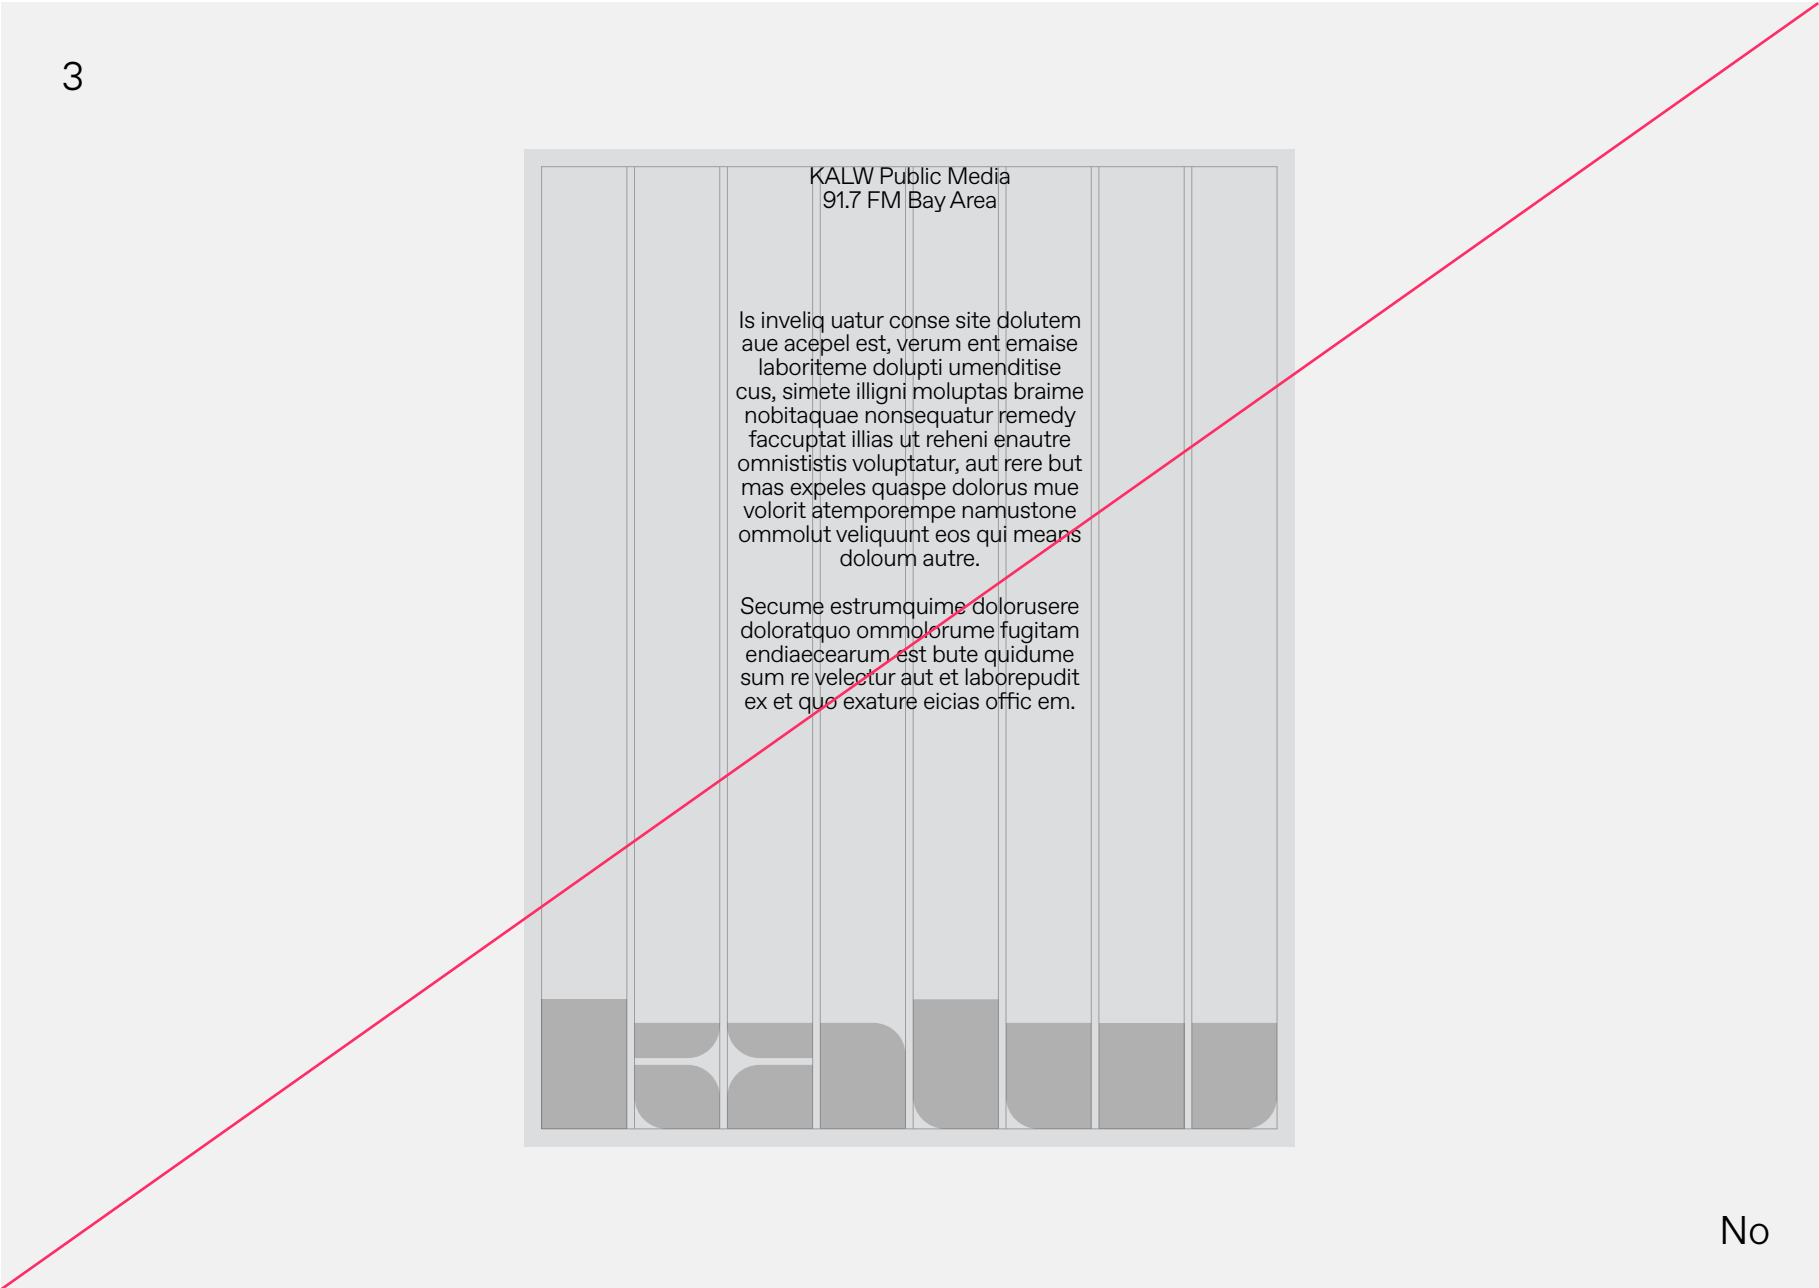 3
KALW Public Media
91.7 FM Bay Area
Is inveliq uatur conse site dolutem
aue acepel est, verum ent emaise
laboriteme dolupti umenditise
cus, simete illigni moluptas braime
nobitaquae nonsequatur remedy
faccuptat illias ut reheni enautre
omnististis voluptatur, aut rere but
mas expeles quaspe dolorus mue
volorit atemporempe namustone
ommolut veliquunt eos qui means
doloum autre.
Secume estrumquime dolorusere
doloratquo ommolorume fugitam
endiaecearum est bute quidume
sum re velectur aut et laborepudit
ex et quo exature eicias offic em.
No